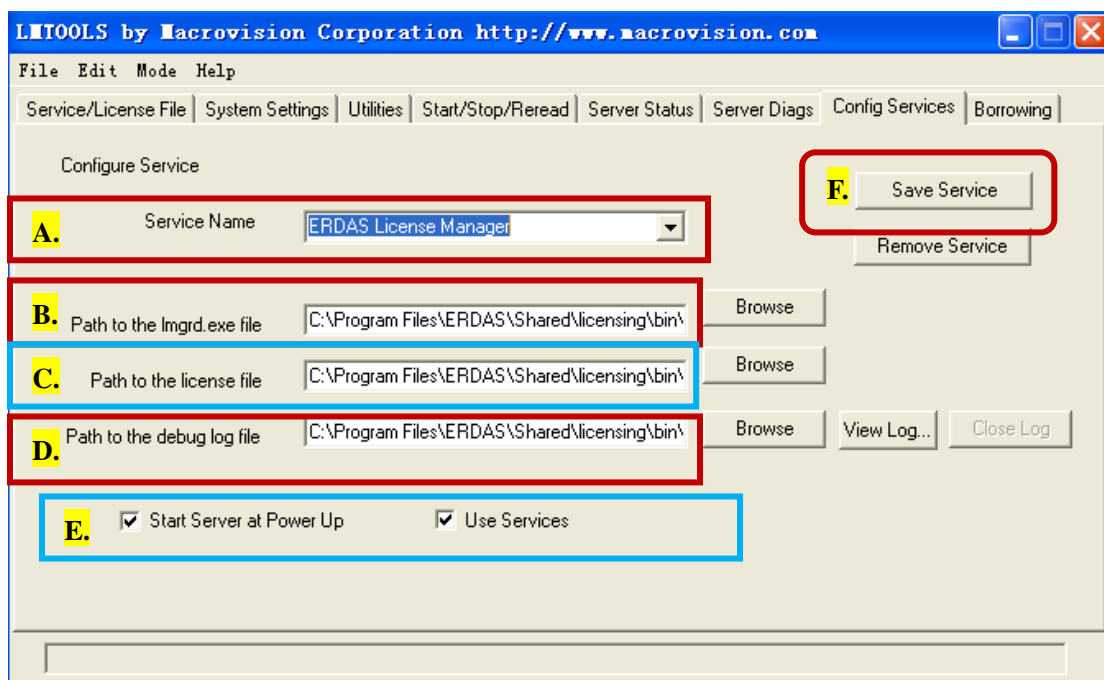 LMTOOLS by Macrovision Corporation http://www.macrovision.com
File Edit Mode Help
Service/License File System Settings Utilities Start/Stop/Reread Server Status Server Diags Config Services Borrowing
Configure Service
F. Save Service
A. Service Name ERDAS License Manager
Remove Service
B. Path to the lmgrd.exe file C:\Program Files\ERDAS\Shared\licensing\bin\ Browse
C. Path to the license file C:\Program Files\ERDAS\Shared\licensing\bin\ Browse
D. Path to the debug log file C:\Program Files\ERDAS\Shared\licensing\bin\ Browse View Log... Close Log
E. Start Server at Power Up Use Services